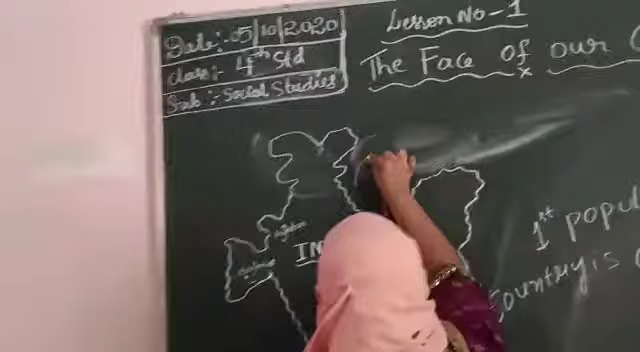 Date:- 05/10/2020
class:- 4th Std
Sub :- Social Studies
Lesson No - 1
The Face of our
IN
1st popu
Country is